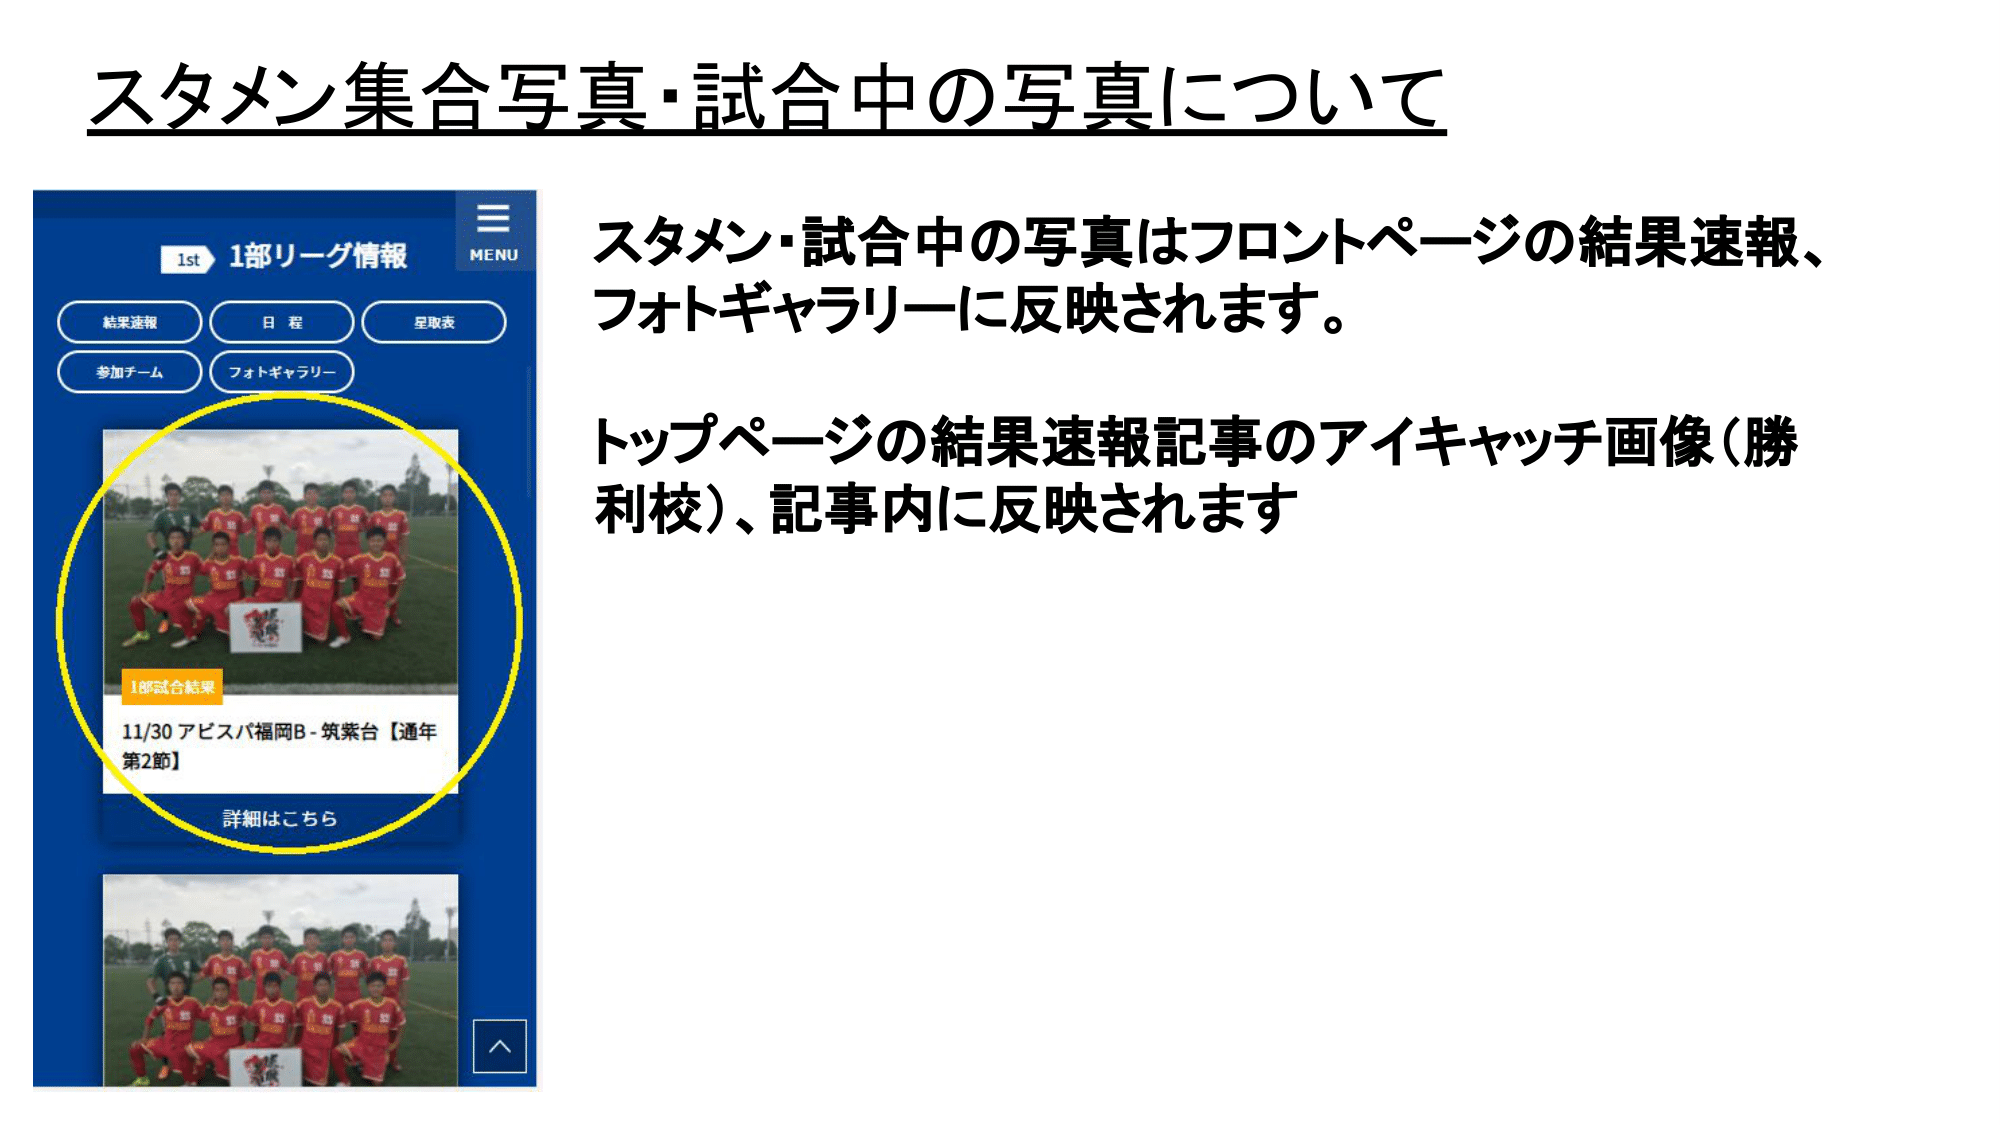 スタメン集合写真・試合中の写真について
MENU
1st 1部リーグ情報
結果速報 日 程 星取表
参加チーム フォトギャラリー
1部試合結果
11/30 アビスパ福岡B - 筑紫台【通年
第2節】
詳細はこちら
スタメン・試合中の写真はフロントページの結果速報、
フォトギャラリーに反映されます。
トップページの結果速報記事のアイキャッチ画像（勝
利校）、記事内に反映されます